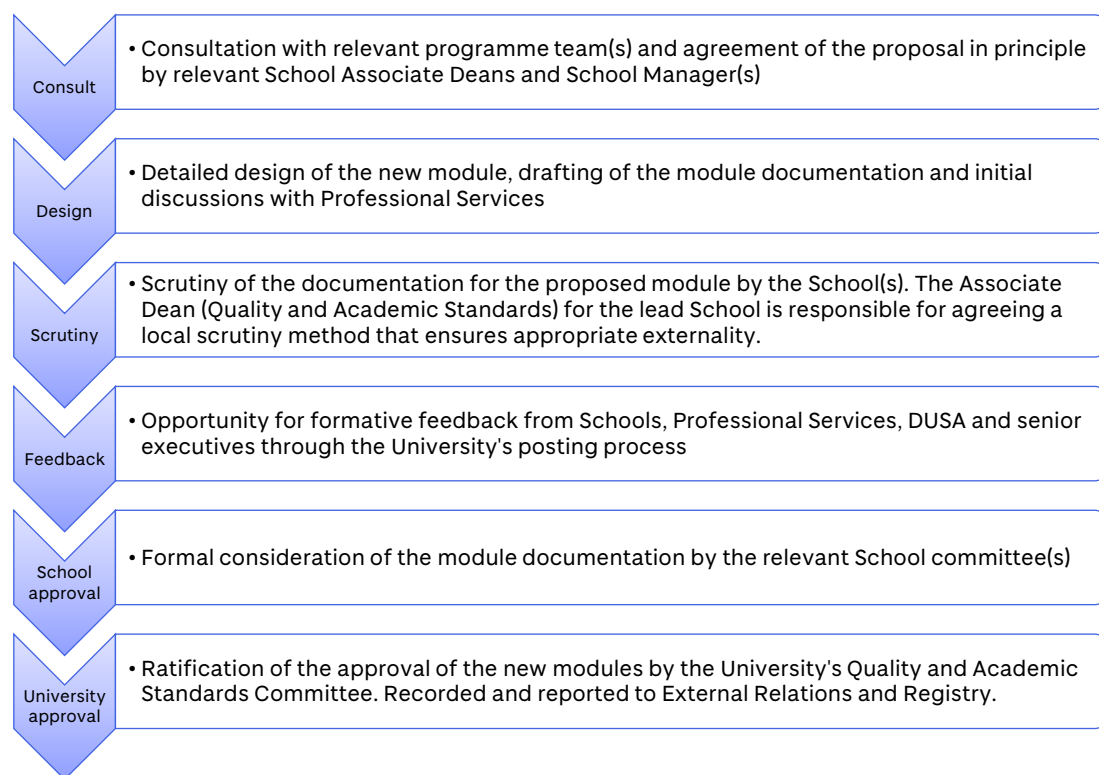 Consult
• Consultation with relevant programme team(s) and agreement of the proposal in principle
by relevant School Associate Deans and School Manager(s)
Design
• Detailed design of the new module, drafting of the module documentation and initial
discussions with Professional Services
Scrutiny
• Scrutiny of the documentation for the proposed module by the School(s). The Associate
Dean (Quality and Academic Standards) for the lead School is responsible for agreeing a
local scrutiny method that ensures appropriate externality.
Feedback
• Opportunity for formative feedback from Schools, Professional Services, DUSA and senior
executives through the University's posting process
School
approval
• Formal consideration of the module documentation by the relevant School committee(s)
University
approval
• Ratification of the approval of the new modules by the University's Quality and Academic
Standards Committee. Recorded and reported to External Relations and Registry.